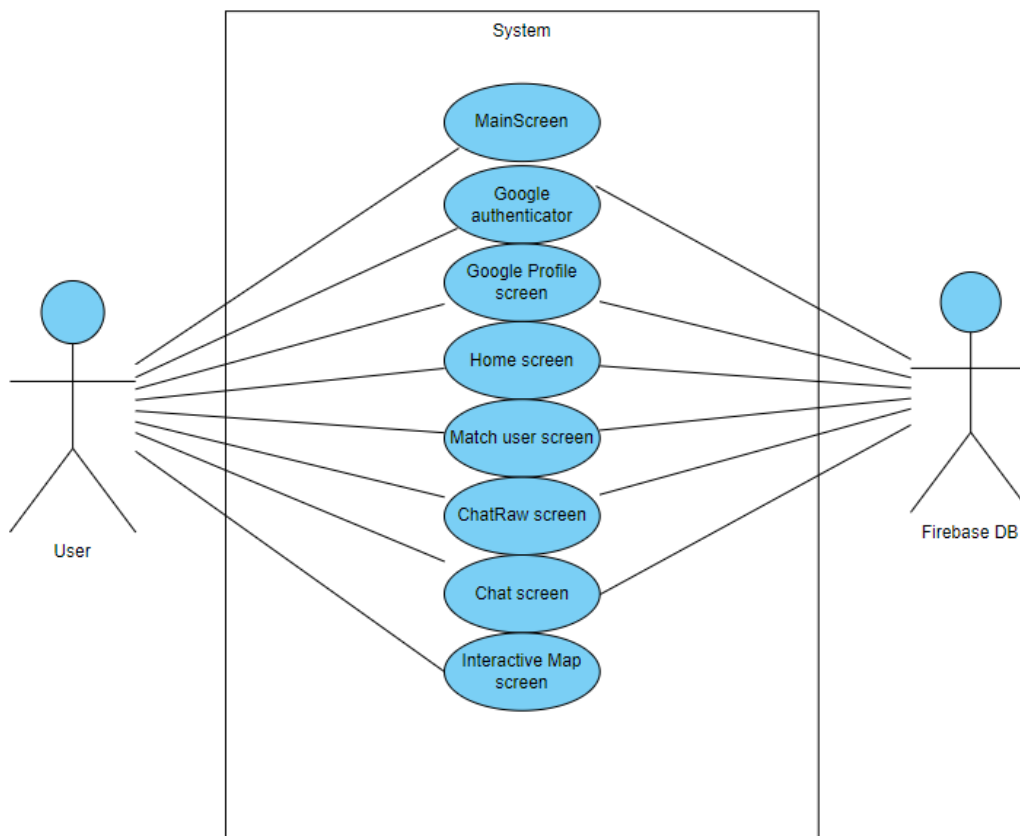 System
MainScreen
Google
authenticator
Google Profile
screen
Home screen
Match user screen
ChatRaw screen
Chat screen
Interactive Map
screen
User
Firebase DB